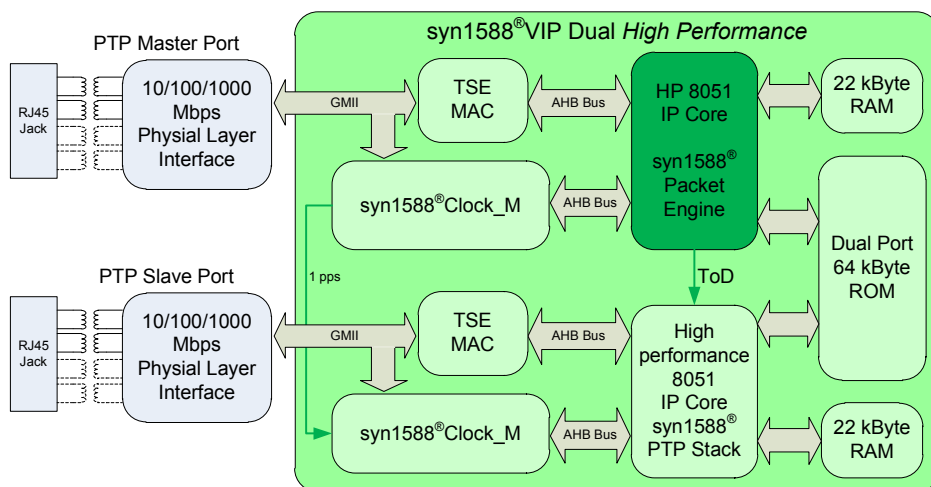 syn1588®VIP Dual High Performance
PTP Master Port
RJ45
Jack
10/100/1000
Mbps
Physial Layer
Interface
GMII
TSE
MAC
AHB Bus
HP 8051
IP Core
syn1588®
Packet
Engine
22 kByte
RAM
syn1588®Clock_M
AHB Bus
Dual Port
64 kByte
ROM
1 pps
ToD
PTP Slave Port
RJ45
Jack
10/100/1000
Mbps
Physial Layer
Interface
GMII
TSE
MAC
AHB Bus
High
performance
8051
IP Core
syn1588®
PTP Stack
syn1588®Clock_M
AHB Bus
22 kByte
RAM